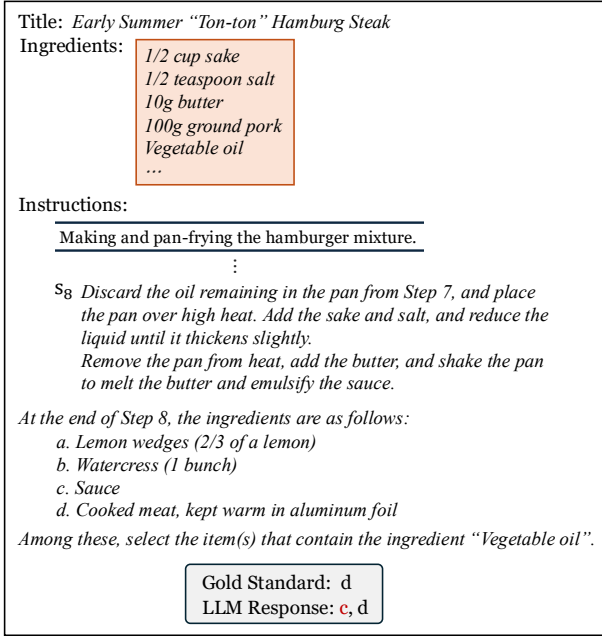 Title: Early Summer “Ton-ton” Hamburg Steak
Ingredients:
1/2 cup sake
1/2 teaspoon salt
10g butter
100g ground pork
Vegetable oil
…
Instructions:
Making and pan-frying the hamburger mixture.
⋮
S8 Discard the oil remaining in the pan from Step 7, and place
the pan over high heat. Add the sake and salt, and reduce the
liquid until it thickens slightly.
Remove the pan from heat, add the butter, and shake the pan
to melt the butter and emulsify the sauce.
At the end of Step 8, the ingredients are as follows:
a. Lemon wedges (2/3 of a lemon)
b. Watercress (1 bunch)
c. Sauce
d. Cooked meat, kept warm in aluminum foil
Among these, select the item(s) that contain the ingredient “Vegetable oil”.
Gold Standard: d
LLM Response: c, d